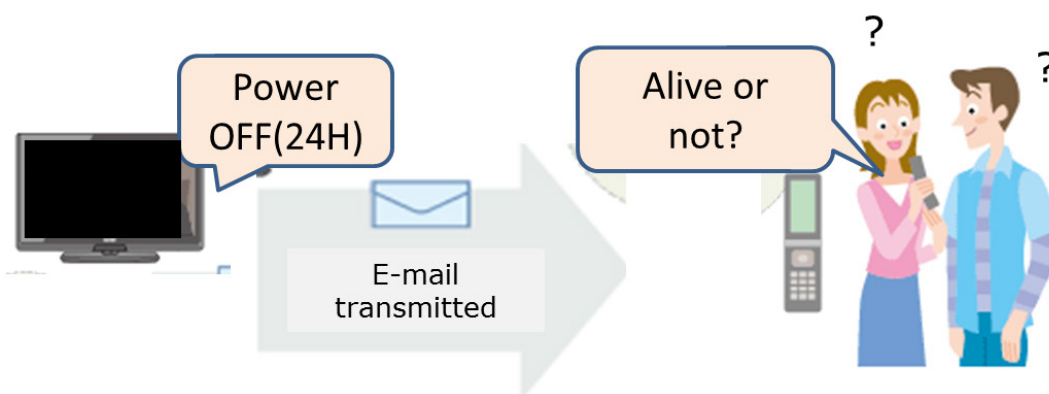 Power
OFF(24H)
Alive or
not?
?
?
E-mail
transmitted